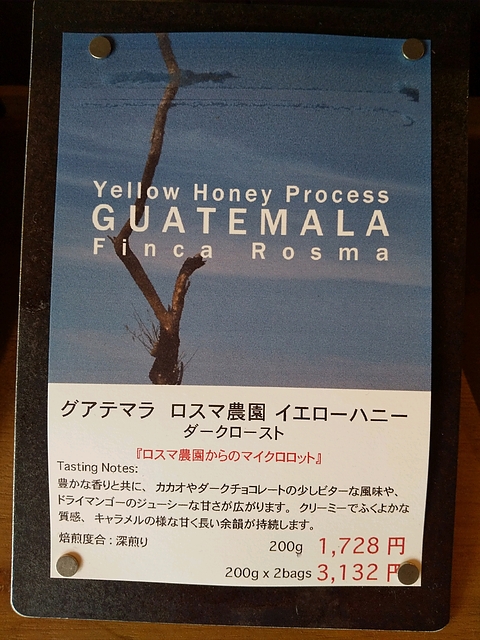 Yellow Honey Process
GUATEMALA
Finca Rosma
グアテマラ ロスマ農園 イエローハニー
ダークロースト
『ロスマ農園からのマイクロロット』
Tasting Notes:
豊かな香りと共に、カカオやダークチョコレートの少しビターな風味や、
ドライマンゴーのジューシーな甘さが広がります。クリーミーでふくよかな
質感、キャラメルの様な甘く長い余韻が持続します。
焙煎度合：深煎り
200g 1,728 円
200g x 2bags 3,132 円